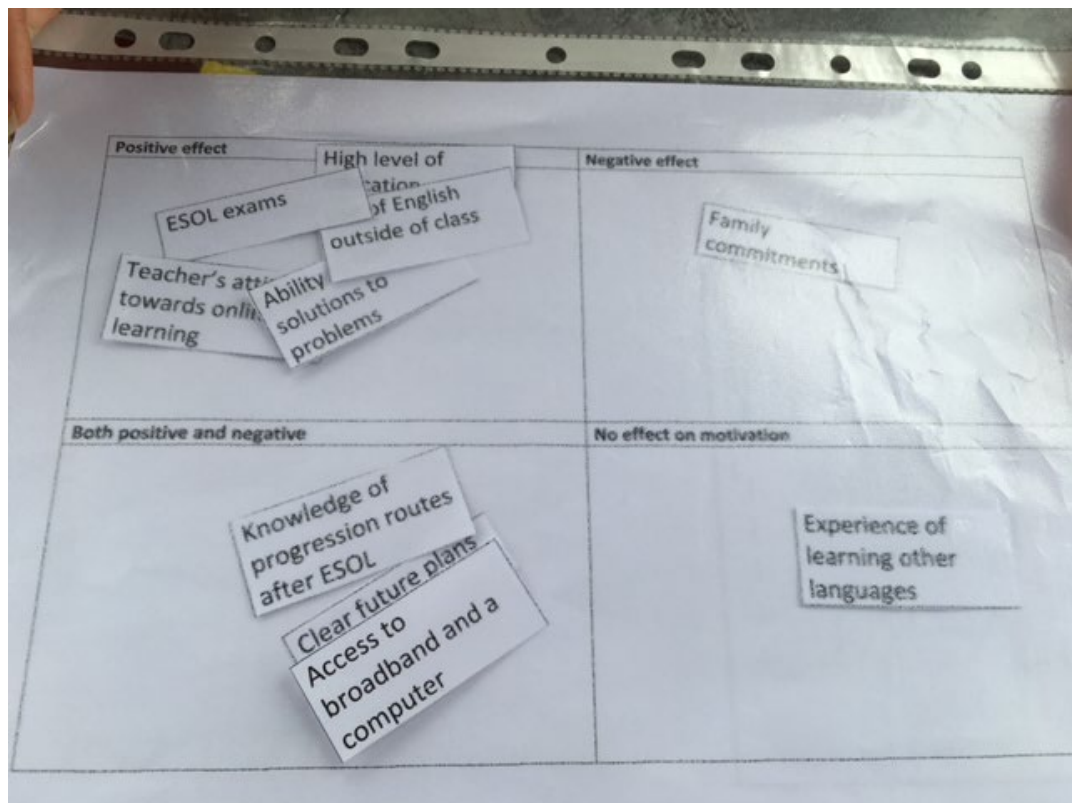 Positive effect
High level of
ESOL exams
of English
outside of class
Teacher's
towards
learning
Ability
solutions to
problems
Negative effect
Family
commitments
Both positive and negative
Knowledge of
progression routes
after ESOL
Clear future plans
Access to
broadband and a
computer
No effect on motivation
Experience of
learning other
languages